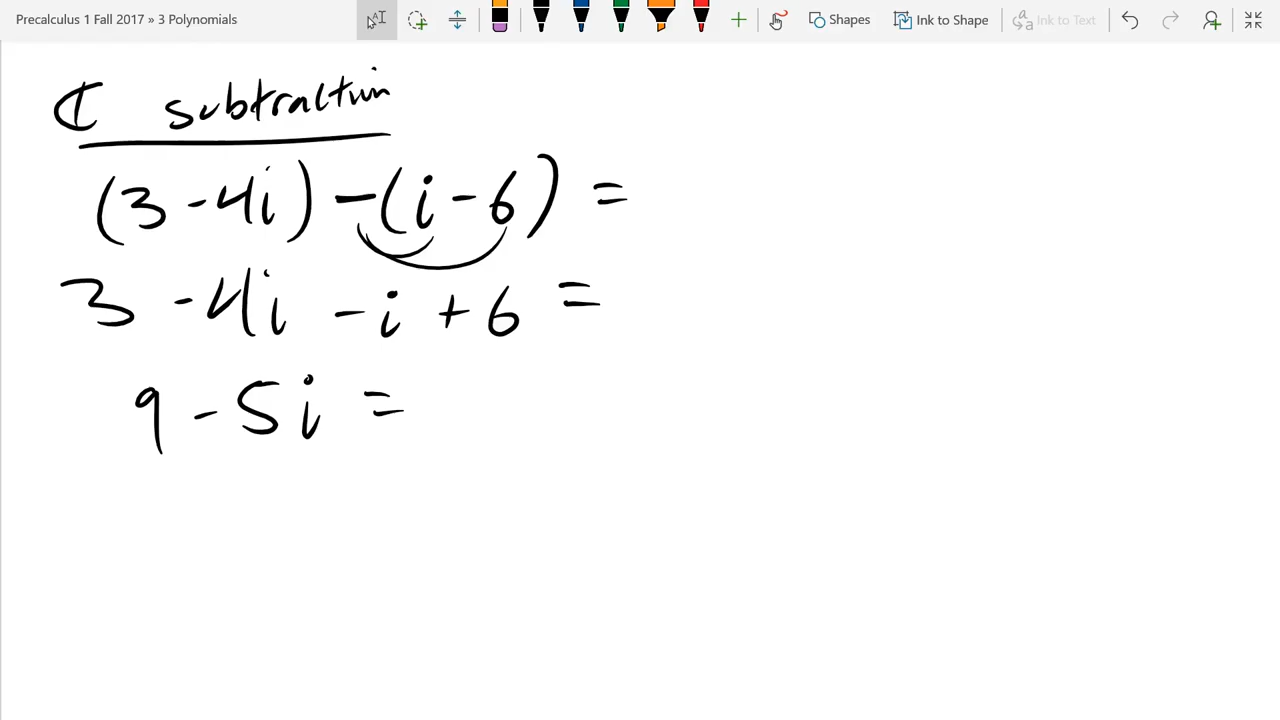 Precalculus 1 Fall 2017 » 3 Polynomials
Shapes
Ink to Shape
Ink to Text
ℂ subtraction
(3 - 4i) - (i - 6) =
3 - 4i - i + 6 =
9 - 5i =